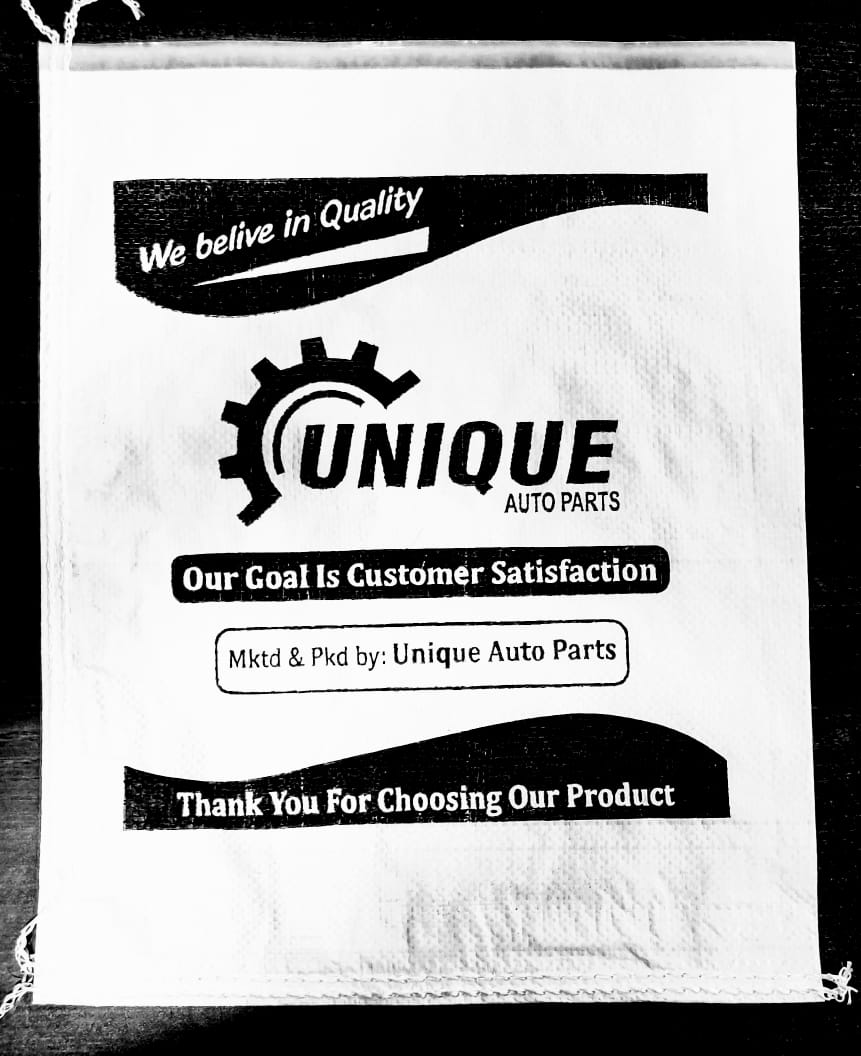 We belive in Quality
UNIQUE
AUTO PARTS
Our Goal Is Customer Satisfaction
Mktd & Pkd by: Unique Auto Parts
Thank You For Choosing Our Product